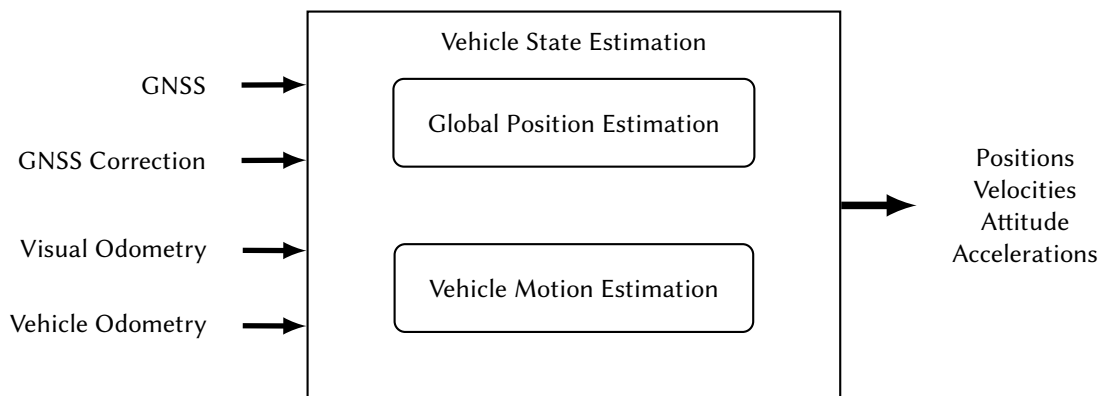 Vehicle State Estimation
GNSS
Global Position Estimation
GNSS Correction
Visual Odometry
Vehicle Motion Estimation
Vehicle Odometry
Positions
Velocities
Attitude
Accelerations